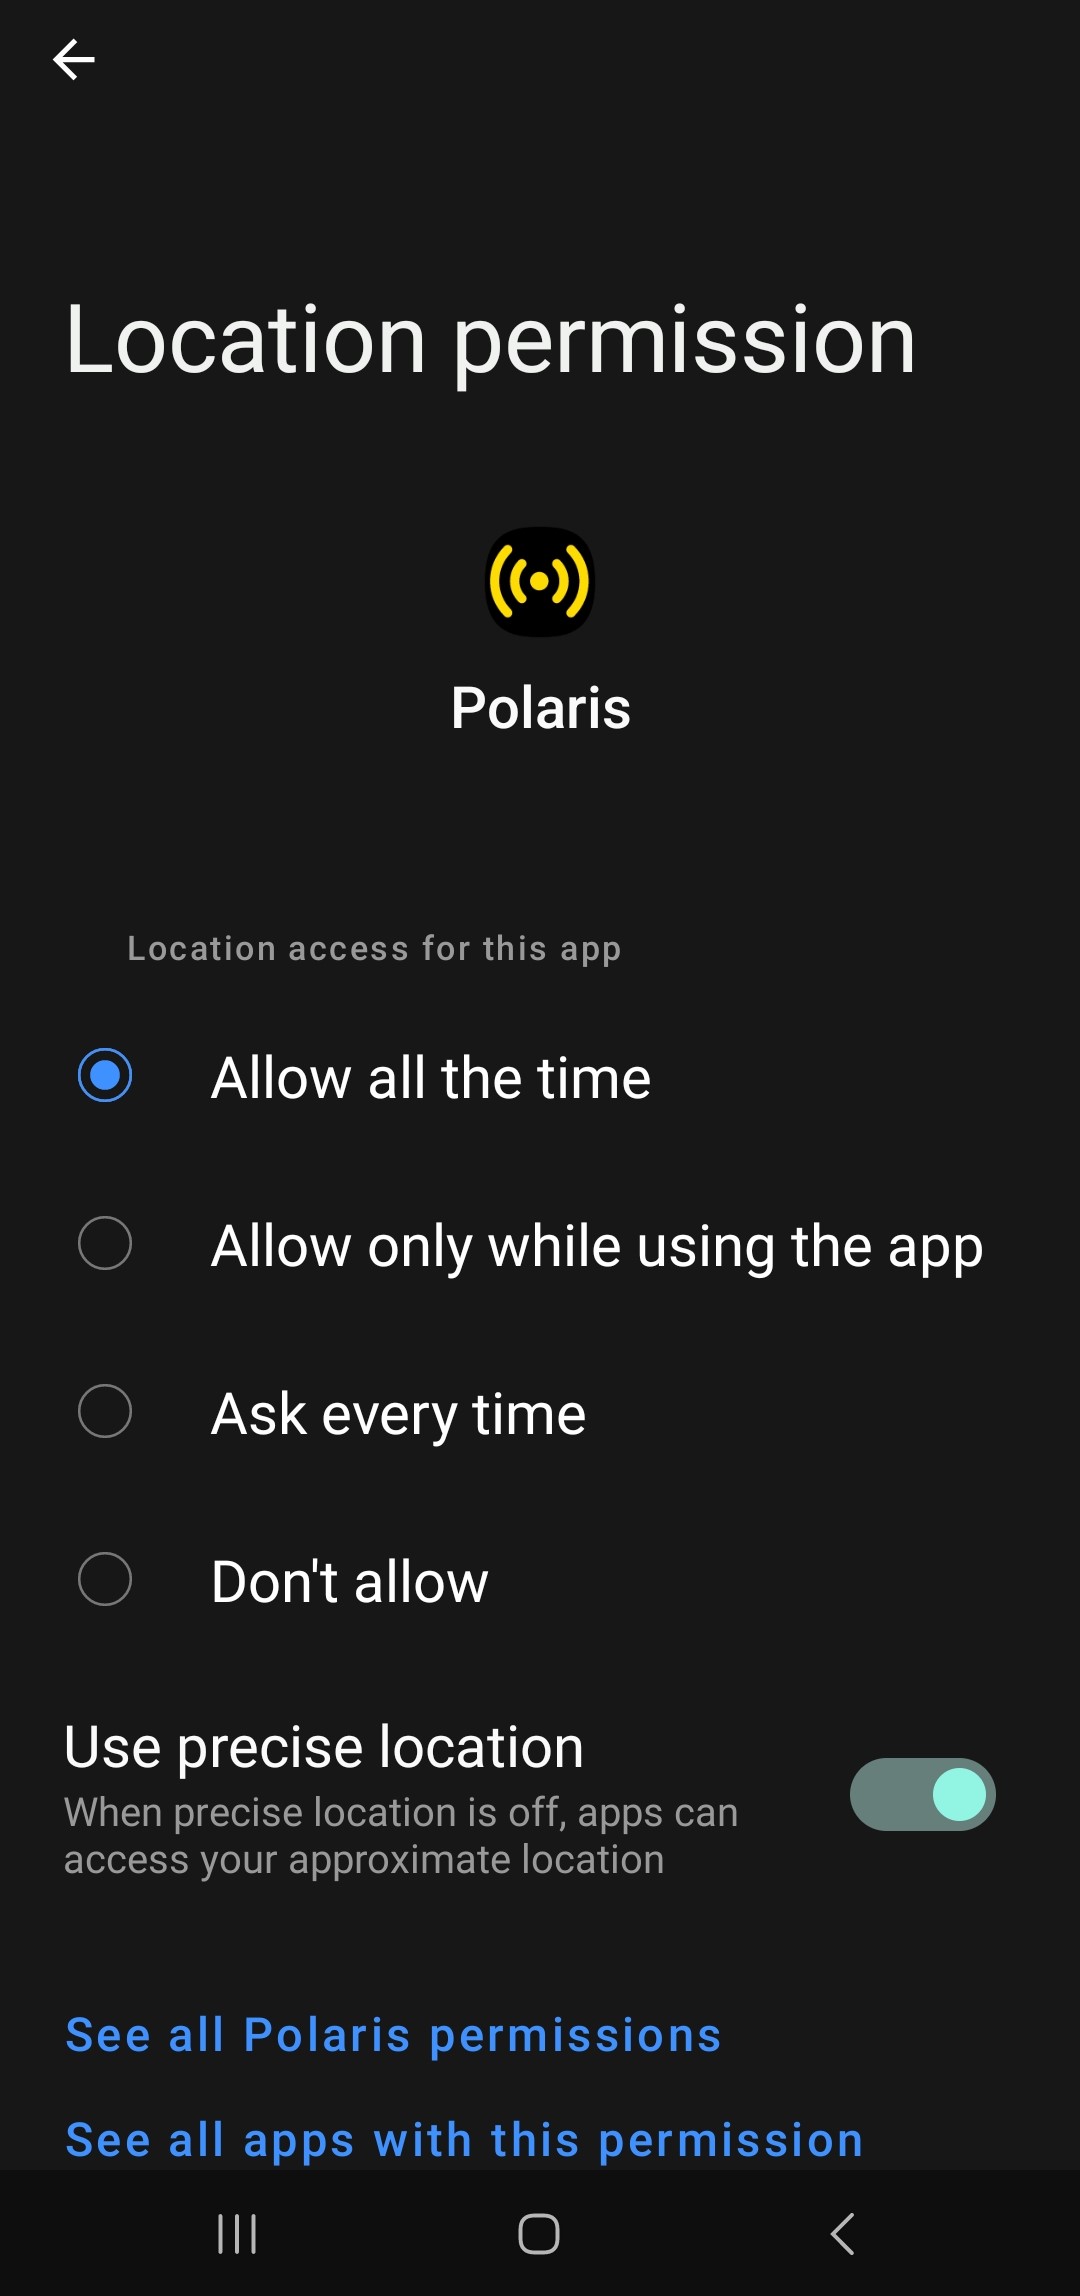 Location permission
Polaris
Location access for this app
Allow all the time
Allow only while using the app
Ask every time
Don't allow
Use precise location
When precise location is off, apps can
access your approximate location
See all Polaris permissions
See all apps with this permission